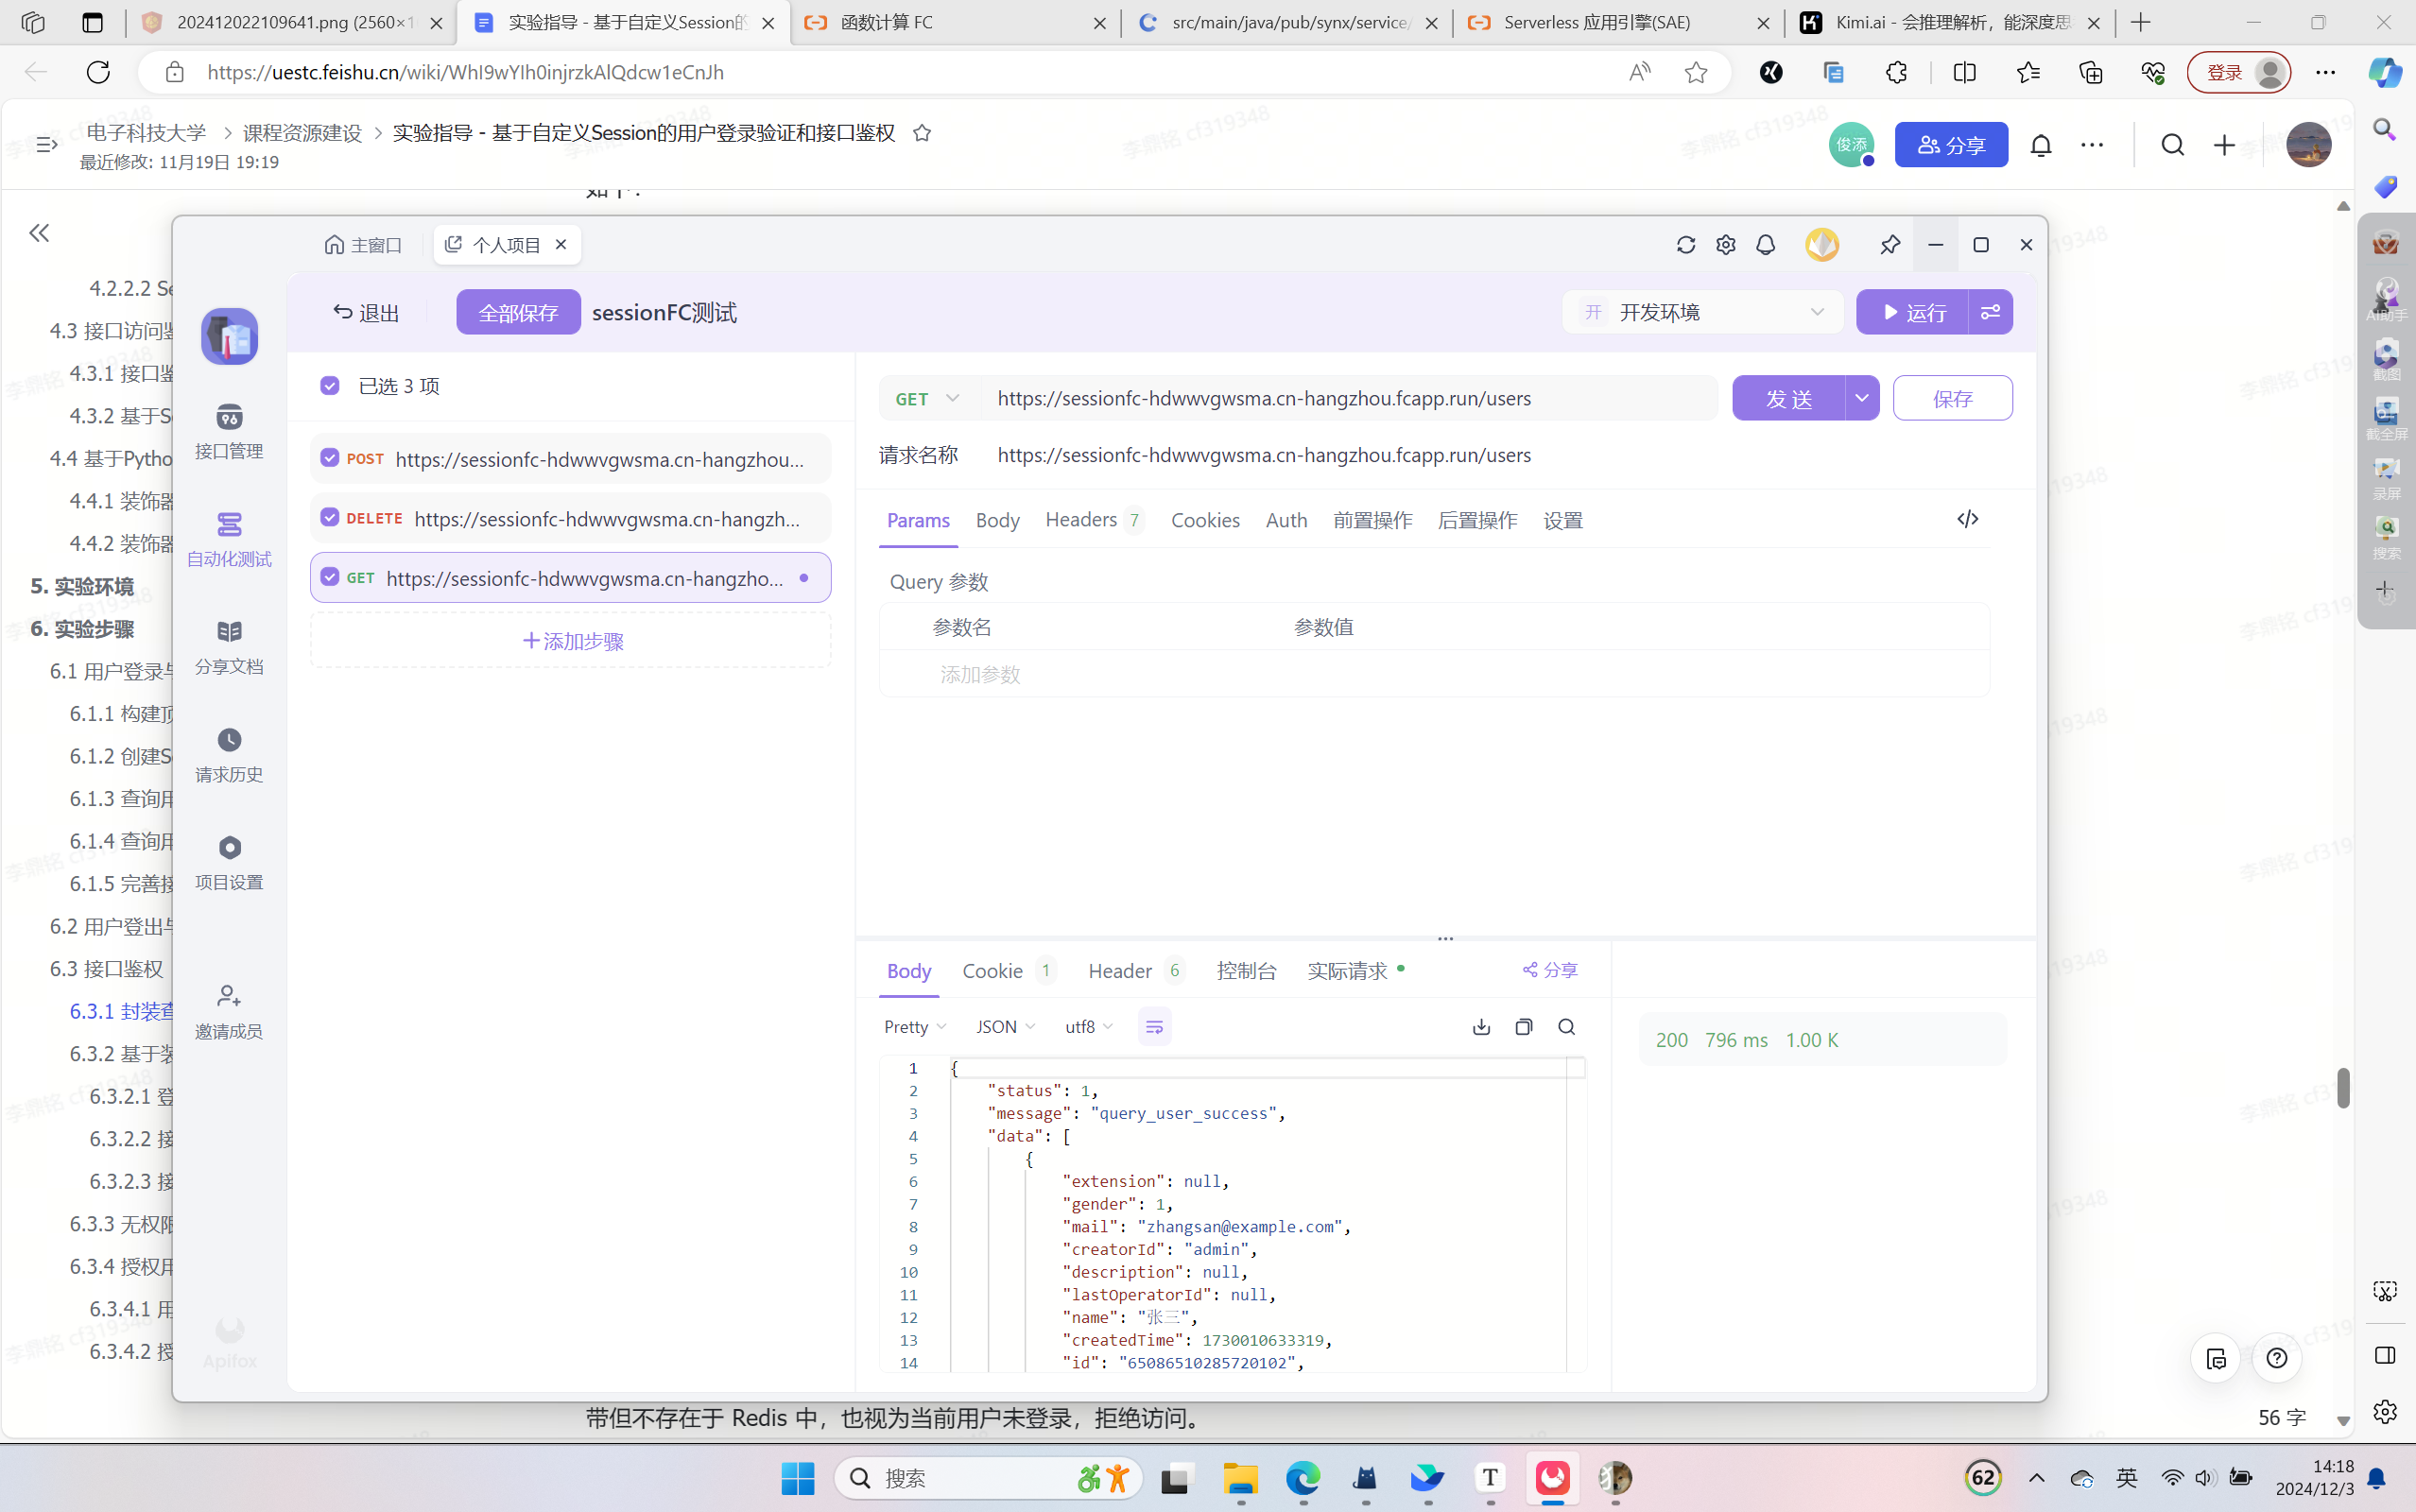 202412022109641.png (2560×1
实验指导 - 基于自定义Session的
函数计算 FC
src/main/java/pub/synx/service/
Serverless 应用引擎(SAE)
Kimi.ai - 会推理解析，能深度思
https://uestc.feishu.cn/wiki/WhI9wYIh0injrzkAlQdcw1eCnJh
登录
电子科技大学 > 课程资源建设 > 实验指导 - 基于自定义Session的用户登录验证和接口鉴权
最近修改: 11月19日 19:19
俊添
分享
主窗口
个人项目
退出
全部保存
sessionFC测试
开 开发环境
运行
已选 3 项
POST https://sessionfc-hdwwvgwsma.cn-hangzhou...
DELETE https://sessionfc-hdwwvgwsma.cn-hangzh...
GET https://sessionfc-hdwwvgwsma.cn-hangzho...
添加步骤
GET
https://sessionfc-hdwwvgwsma.cn-hangzhou.fcapp.run/users
发 送
保存
请求名称
https://sessionfc-hdwwvgwsma.cn-hangzhou.fcapp.run/users
Params Body Headers 7 Cookies Auth 前置操作 后置操作 设置
Query 参数
参数名 参数值
添加参数
Body Cookie 1 Header 6 控制台 实际请求 分享
Pretty JSON utf8
200 796 ms 1.00 K
1 {
2 "status": 1,
3 "message": "query_user_success",
4 "data": [
5 {
6 "extension": null,
7 "gender": 1,
8 "mail": "zhangsan@example.com",
9 "creatorId": "admin",
10 "description": null,
11 "lastOperatorId": null,
12 "name": "张三",
13 "createdTime": 1730010633319,
14 "id": "65086510285720102",
接口管理
自动化测试
分享文档
请求历史
项目设置
邀请成员
Apifox
4.2.2.2 Se
4.3 接口访问鉴
4.3.1 接口鉴
4.3.2 基于Se
4.4 基于Pytho
4.4.1 装饰器
4.4.2 装饰器
5. 实验环境
6. 实验步骤
6.1 用户登录与
6.1.1 构建顶
6.1.2 创建Se
6.1.3 查询用
6.1.4 查询用
6.1.5 完善接
6.2 用户登出与
6.3 接口鉴权
6.3.1 封装查
6.3.2 基于装
6.3.2.1 登
6.3.2.2 接
6.3.2.3 接
6.3.3 无权限
6.3.4 授权用
6.3.4.1 用
6.3.4.2 授
带但不存在于 Redis 中，也视为当前用户未登录，拒绝访问。
56 字
AI助手
截图
截全屏
录屏
搜索
李鼎铭 cf319348
搜索
62
英
14:18
2024/12/3